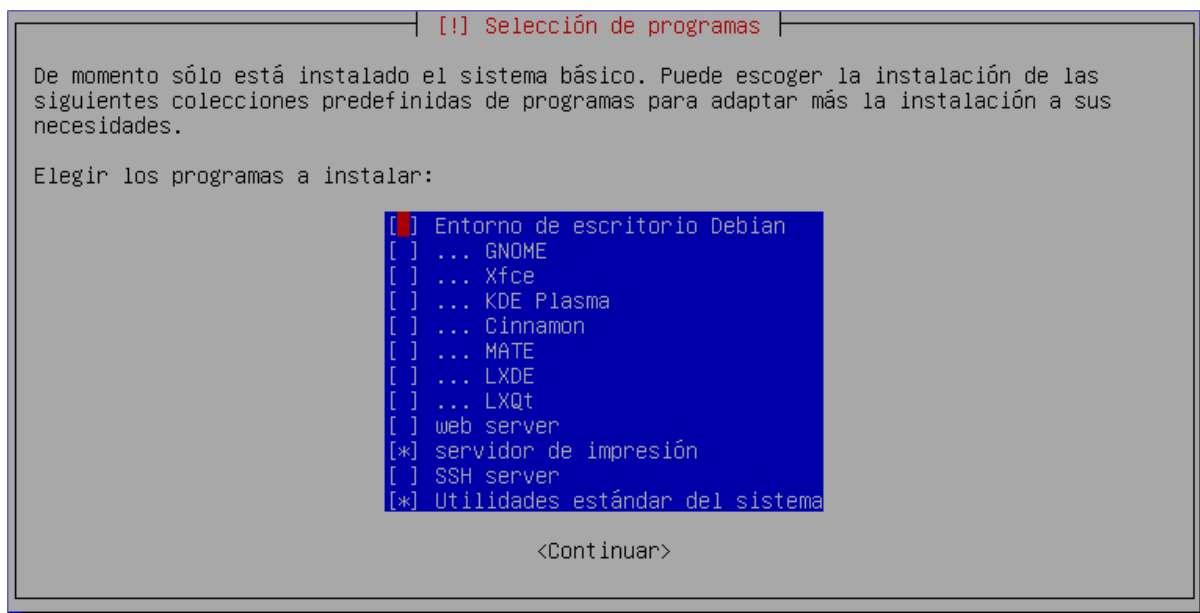 [!] Selección de programas
De momento sólo está instalado el sistema básico. Puede escoger la instalación de las
siguientes colecciones predefinidas de programas para adaptar más la instalación a sus
necesidades.
Elegir los programas a instalar:
[ ] Entorno de escritorio Debian
[ ] ... GNOME
[ ] ... Xfce
[ ] ... KDE Plasma
[ ] ... Cinnamon
[ ] ... MATE
[ ] ... LXDE
[ ] ... LXQt
[ ] web server
[*] servidor de impresión
[ ] SSH server
[*] Utilidades estándar del sistema
<Continuar>